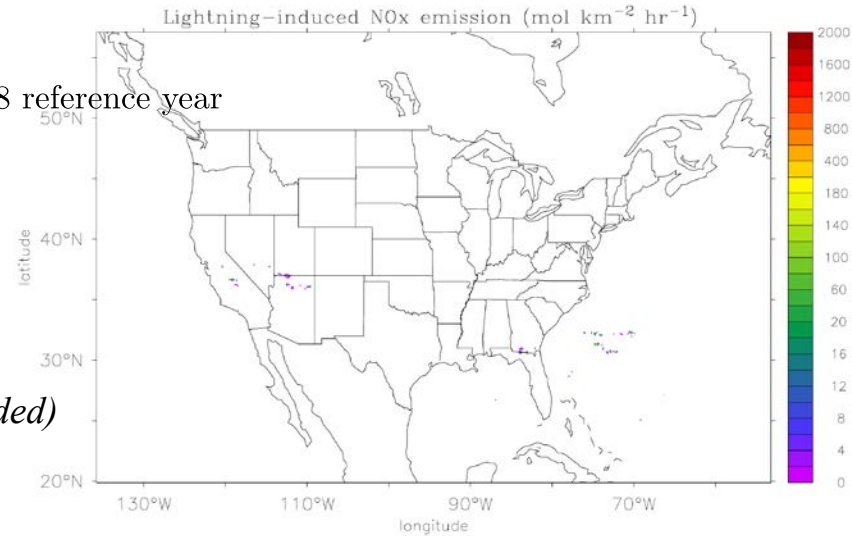 Lightning-induced NOx emission (mol km⁻² hr⁻¹)
8 reference year
ded)
latitude
50°N
40°N
30°N
20°N
130°W 110°W 90°W 70°W
longitude
2000
1600
1200
800
400
180
140
100
60
20
16
12
8
4
0